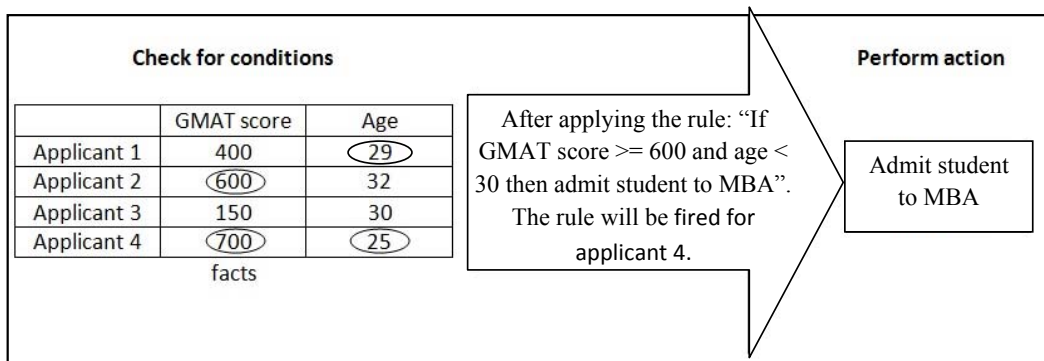 Check for conditions
GMAT score Age
Applicant 1 400 29
Applicant 2 600 32
Applicant 3 150 30
Applicant 4 700 25
facts
After applying the rule: “If
GMAT score >= 600 and age <
30 then admit student to MBA”.
The rule will be fired for
applicant 4.
Perform action
Admit student
to MBA